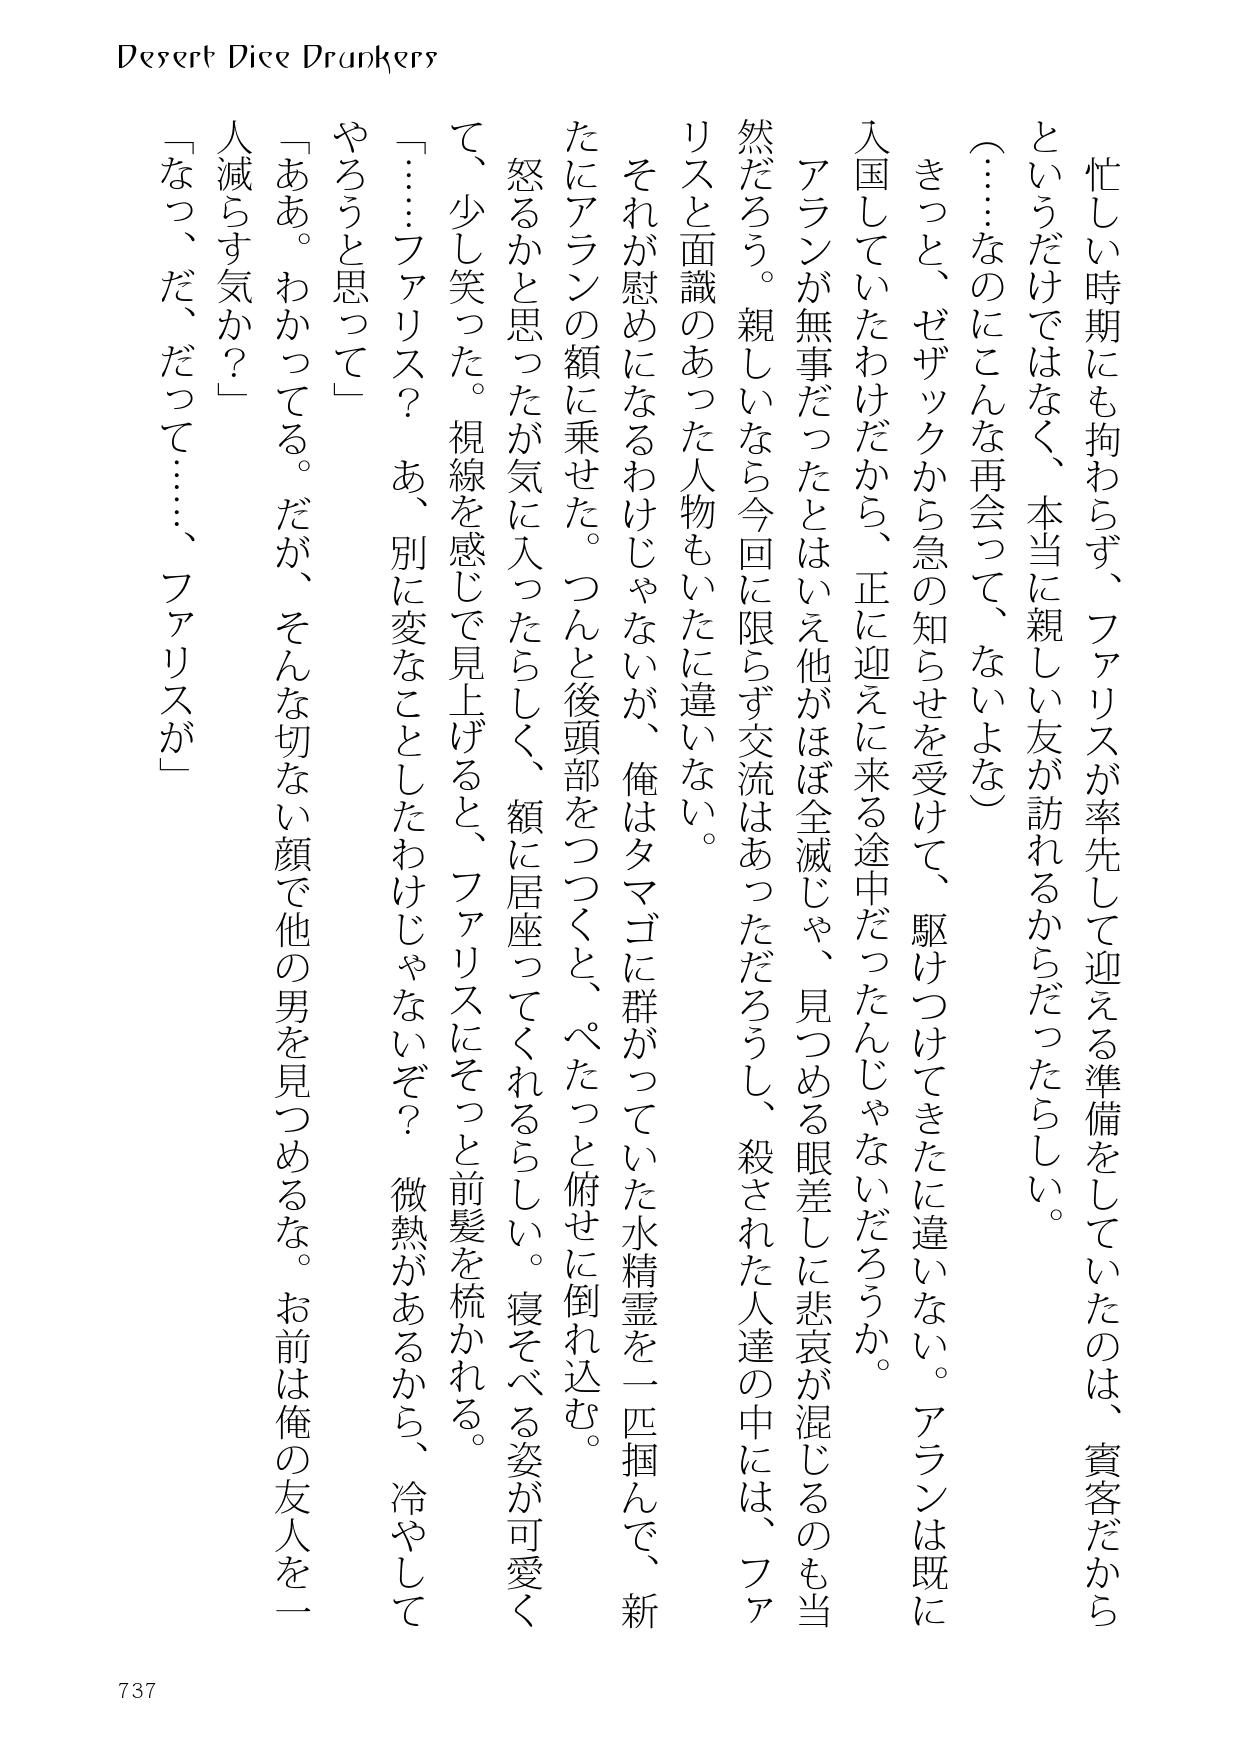 Desert Dice Drunkers
　忙しい時期にも拘わらず、ファリスが率先して迎える準備をしていたのは、賓客だから
というだけではなく、本当に親しい友が訪れるからだったらしい。
（……なのにこんな再会って、ないよな）
　きっと、ゼザックから急の知らせを受けて、駆けつけてきたに違いない。アランは既に
入国していたわけだから、正に迎えに来る途中だったんじゃないだろうか。
　アランが無事だったとはいえ他がほぼ全滅じゃ、見つめる眼差しに悲哀が混じるのも当
然だろう。親しいなら今回に限らず交流はあっただろうし、殺された人達の中には、ファ
リスと面識のあった人物もいたに違いない。
　それが慰めになるわけじゃないが、俺はタマゴに群がっていた水精霊を一匹掴んで、新
たにアランの額に乗せた。つんと後頭部をつつくと、ぺたっと俯せに倒れ込む。
　怒るかと思ったが気に入ったらしく、額に居座ってくれるらしい。寝そべる姿が可愛く
て、少し笑った。視線を感じて見上げると、ファリスにそっと前髪を梳かれる。
「……ファリス？　あ、別に変なことしたわけじゃないぞ？　微熱があるから、冷やして
やろうと思って」
「ああ。わかってる。だが、そんな切ない顔で他の男を見つめるな。お前は俺の友人を一
人減らす気か？」
「なっ、だ、だって……、ファリスが」
737